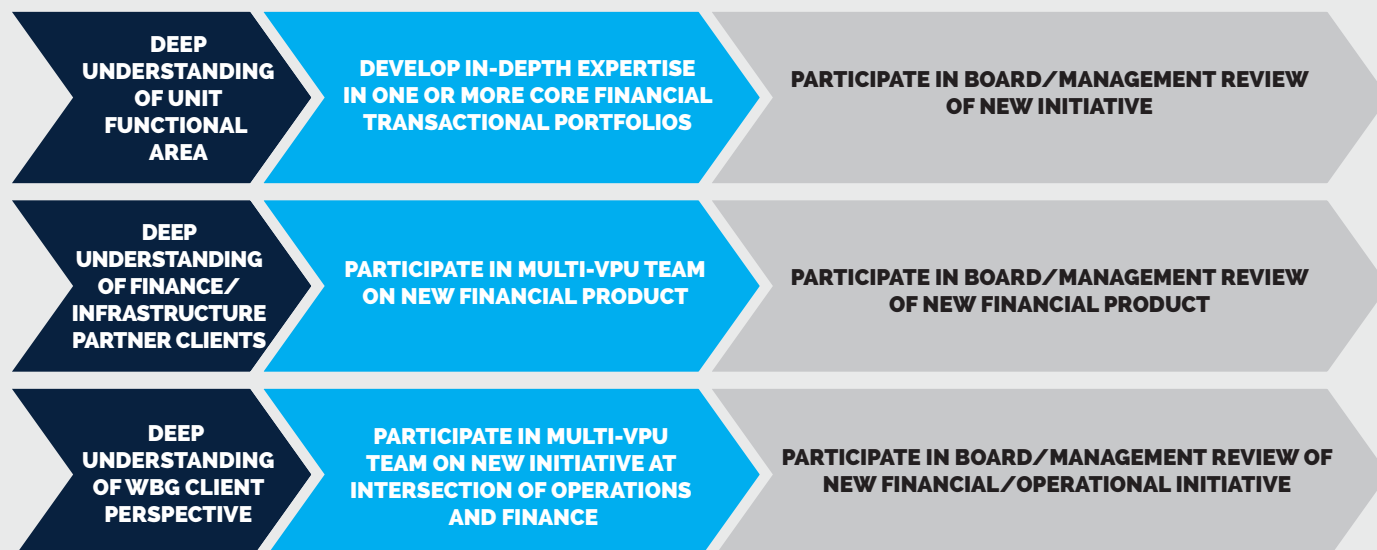 DEEP
UNDERSTANDING
OF UNIT
FUNCTIONAL
AREA
DEVELOP IN-DEPTH EXPERTISE
IN ONE OR MORE CORE FINANCIAL
TRANSACTIONAL PORTFOLIOS
PARTICIPATE IN BOARD/MANAGEMENT REVIEW
OF NEW INITIATIVE
DEEP
UNDERSTANDING
OF FINANCE/
INFRASTRUCTURE
PARTNER CLIENTS
PARTICIPATE IN MULTI-VPU TEAM
ON NEW FINANCIAL PRODUCT
PARTICIPATE IN BOARD/MANAGEMENT REVIEW
OF NEW FINANCIAL PRODUCT
DEEP
UNDERSTANDING
OF WBG CLIENT
PERSPECTIVE
PARTICIPATE IN MULTI-VPU
TEAM ON NEW INITIATIVE AT
INTERSECTION OF OPERATIONS
AND FINANCE
PARTICIPATE IN BOARD/MANAGEMENT REVIEW OF
NEW FINANCIAL/OPERATIONAL INITIATIVE